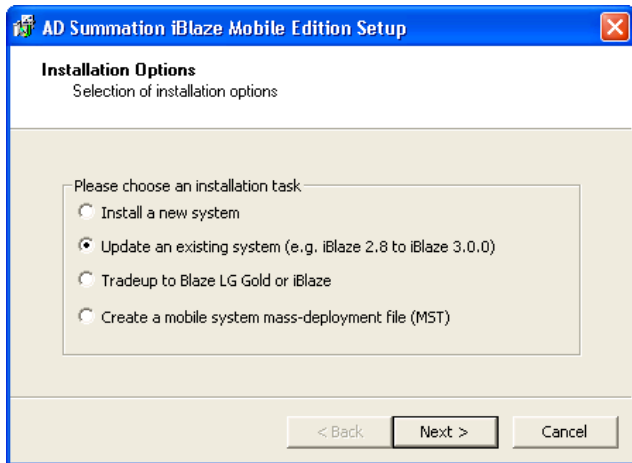 AD Summation iBlaze Mobile Edition Setup
Installation Options
Selection of installation options
Please choose an installation task
Install a new system
Update an existing system (e.g. iBlaze 2.8 to iBlaze 3.0.0)
Tradeup to Blaze LG Gold or iBlaze
Create a mobile system mass-deployment file (MST)
< Back Next > Cancel